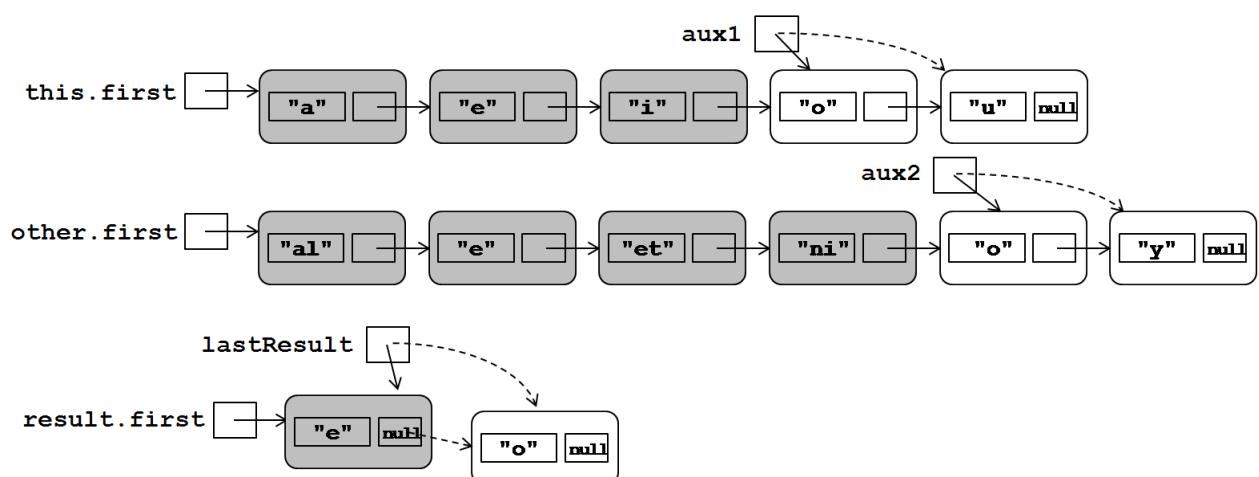 aux1
this.first "a" "e" "i" "o" "u" null
aux2
other.first "al" "e" "et" "ni" "o" "y" null
lastResult
result.first "e" null "o" null